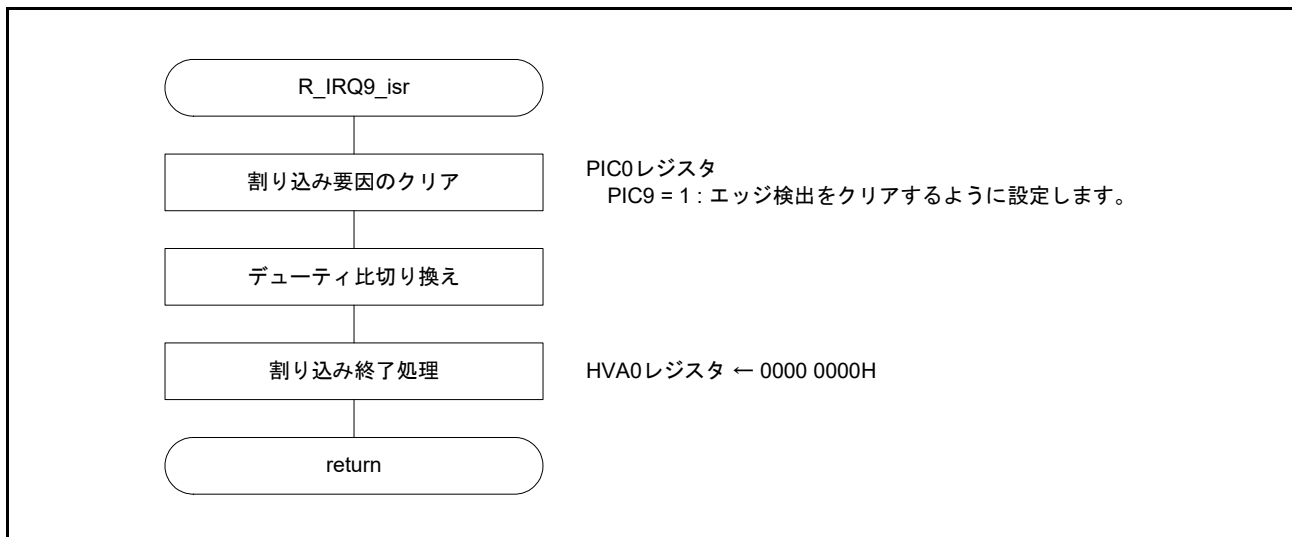 R_IRQ9_isr
割り込み要因のクリア
PIC0レジスタ
PIC9 = 1 : エッジ検出をクリアするように設定します。
デューティ比切り換え
割り込み終了処理
HVA0レジスタ ← 0000 0000H
return